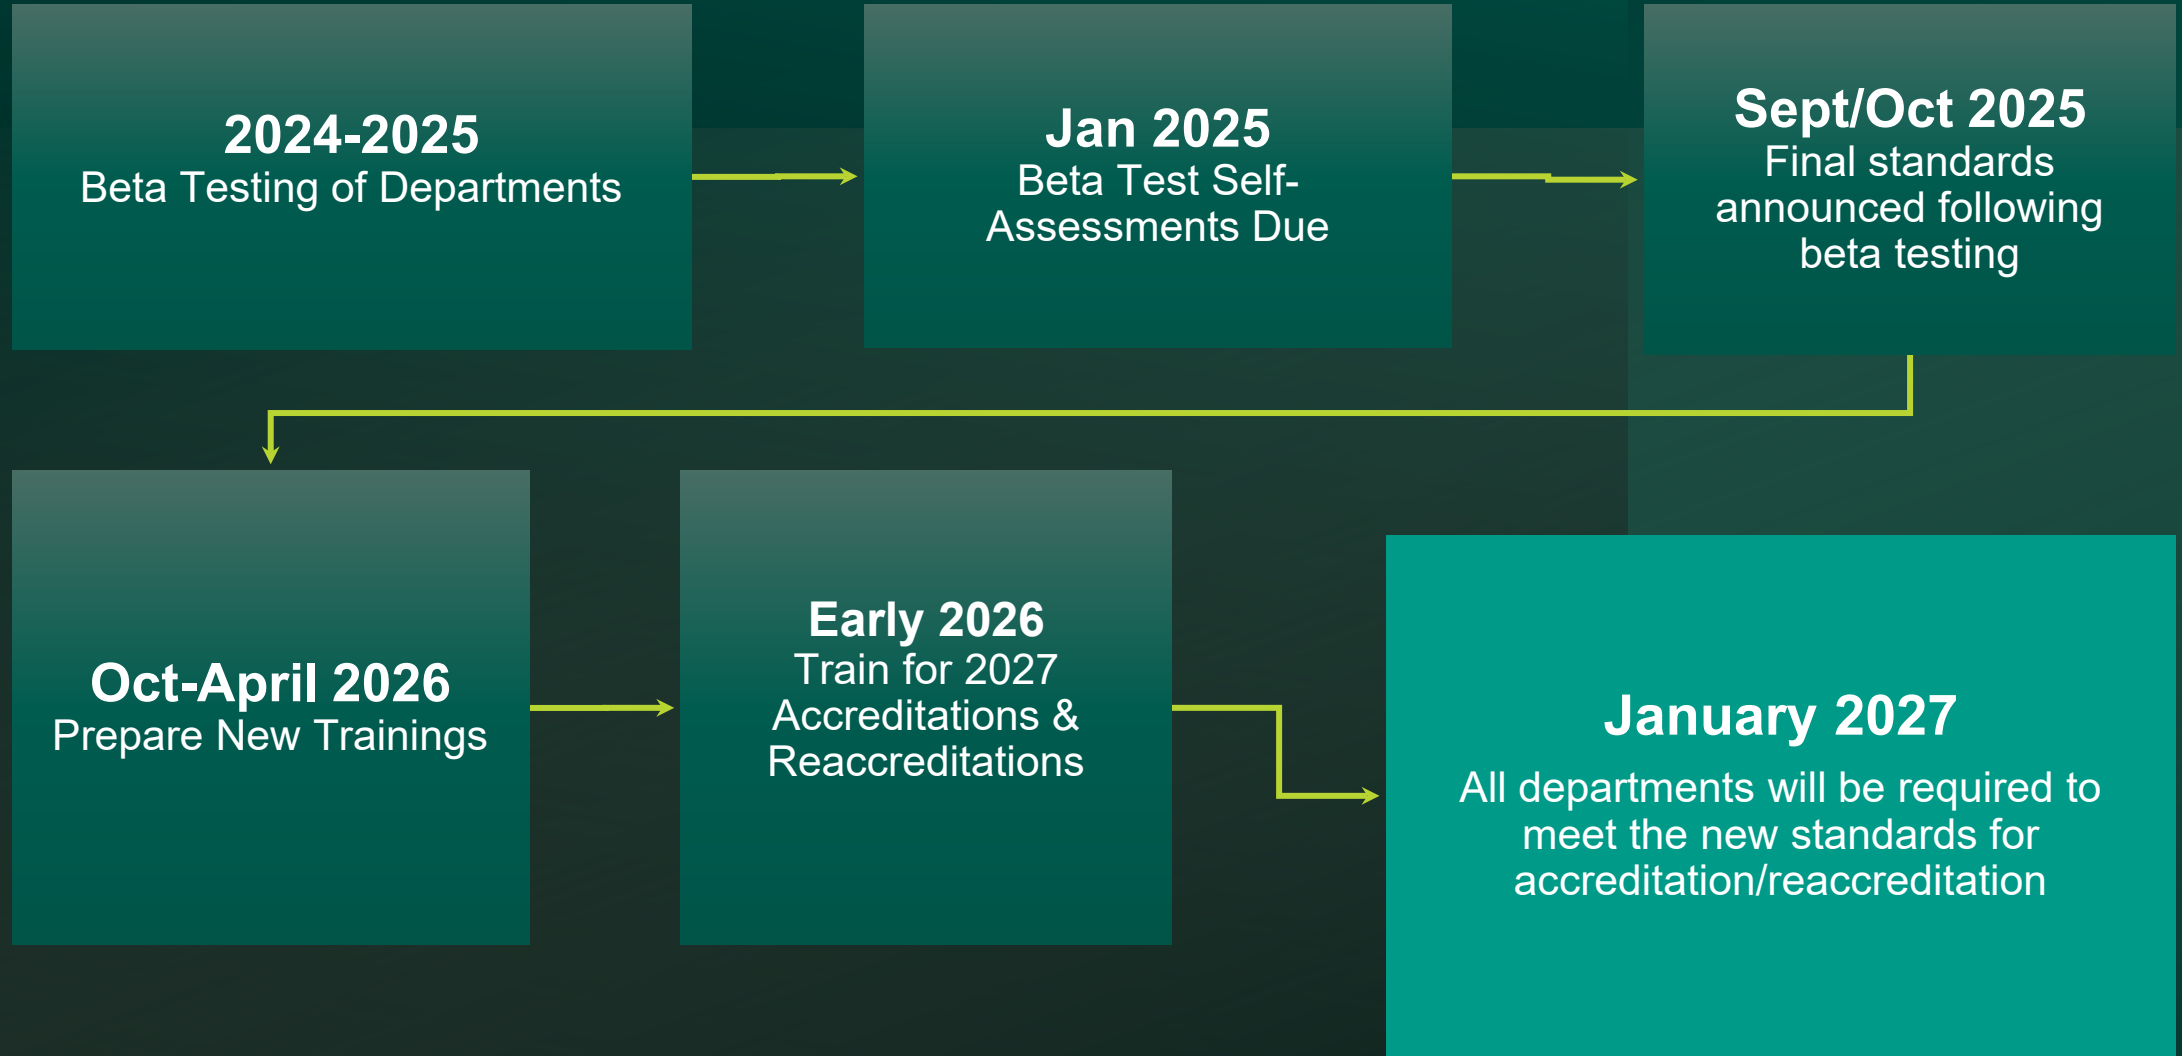 2024-2025
Beta Testing of Departments
Jan 2025
Beta Test Self-
Assessments Due
Sept/Oct 2025
Final standards
announced following
beta testing
Oct-April 2026
Prepare New Trainings
Early 2026
Train for 2027
Accreditations &
Reaccreditations
January 2027
All departments will be required to
meet the new standards for
accreditation/reaccreditation